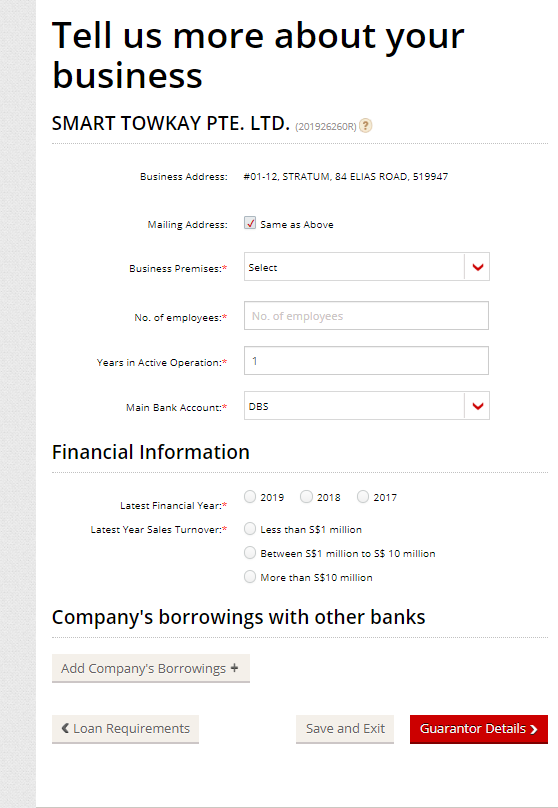 Tell us more about your
business
SMART TOWKAY PTE. LTD. (201926260R) ?
Business Address: #01-12, STRATUM, 84 ELIAS ROAD, 519947
Mailing Address: Same as Above
Business Premises:* Select
No. of employees:* No. of employees
Years in Active Operation:* 1
Main Bank Account:* DBS
Financial Information
Latest Financial Year:* 2019 2018 2017
Latest Year Sales Turnover:* Less than S$1 million
Between S$1 million to S$ 10 million
More than S$10 million
Company's borrowings with other banks
Add Company's Borrowings +
Loan Requirements Save and Exit Guarantor Details